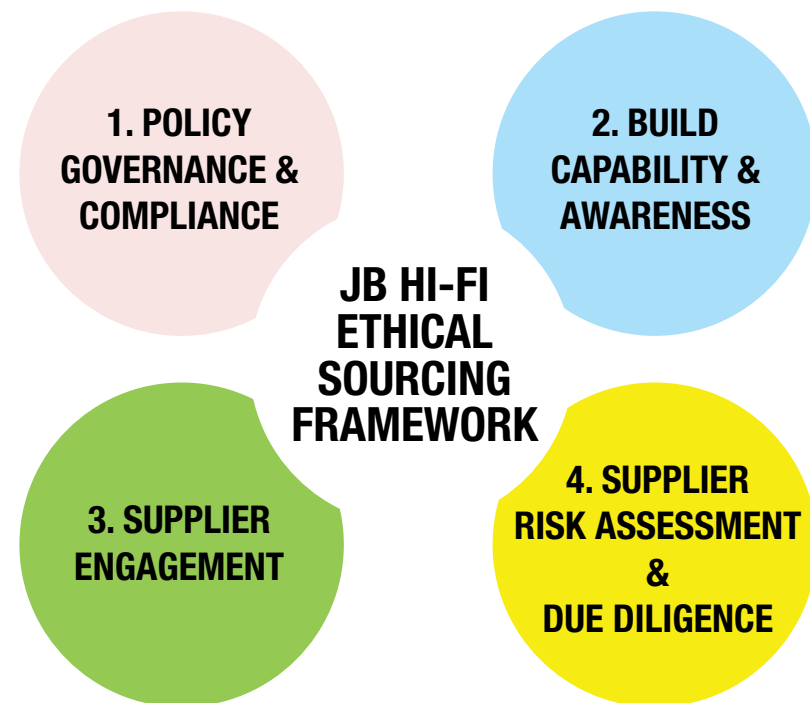 1. POLICY
GOVERNANCE &
COMPLIANCE
2. BUILD
CAPABILITY &
AWARENESS
JB HI-FI
ETHICAL
SOURCING
FRAMEWORK
3. SUPPLIER
ENGAGEMENT
4. SUPPLIER
RISK ASSESSMENT
&
DUE DILIGENCE